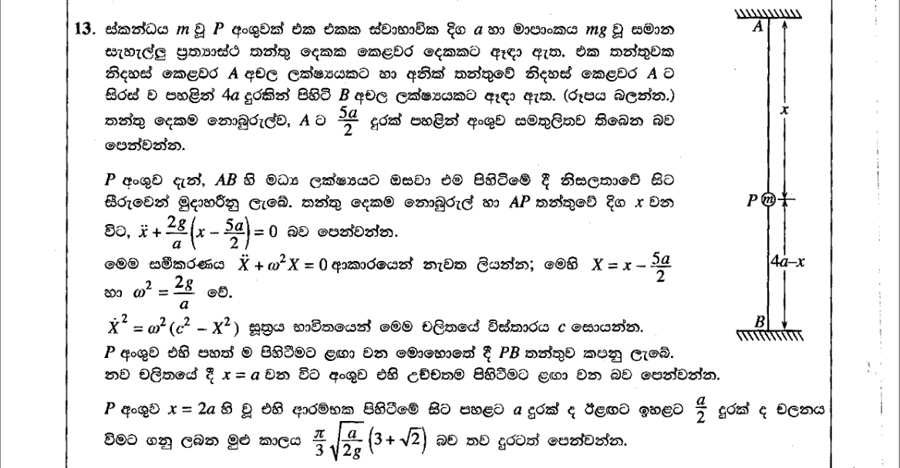 13. ස්කන්ධය m වූ P අංශුවක් එක එකක ස්වාභාවික දිග a හා මාපාංකය mg වූ සමාන
සැහැල්ලු ප්‍රත්‍යාස්ථ තන්තු දෙකක කෙළවර දෙකකට ඈඳා ඇත. එක තන්තුවක
නිදහස් කෙළවර A අචල ලක්ෂ්‍යයකට හා අනික් තන්තුවේ නිදහස් කෙළවර A ට
සිරස් ව පහළින් 4a දුරකින් පිහිටි B අචල ලක්ෂ්‍යයකට ඈඳා ඇත. (රූපය බලන්න.)
තන්තු දෙකම නොබුරුල්ව, A ට 5a/2 දුරක් පහළින් අංශුව සමතුලිතව තිබෙන බව
පෙන්වන්න.
P අංශුව දැන්, AB හි මධ්‍ය ලක්ෂ්‍යයට ඔසවා එම පිහිටීමේ දී නිසලතාවේ සිට
සීරුවෙන් මුදාහරිනු ලැබේ. තන්තු දෙකම නොබුරුල් හා AP තන්තුවේ දිග x වන
විට, ẍ + 2g/a (x − 5a/2) = 0 බව පෙන්වන්න.
මෙම සමීකරණය Ẍ + ω²X = 0 ආකාරයෙන් නැවත ලියන්න; මෙහි X = x − 5a/2
හා ω² = 2g/a වේ.
Ẋ² = ω²(c² − X²) සූත්‍රය භාවිතයෙන් මෙම චලිතයේ විස්තාරය c සොයන්න.
P අංශුව එහි පහත් ම පිහිටීමට ළඟා වන මොහොතේ දී PB තන්තුව කපනු ලැබේ.
නව චලිතයේ දී x = a වන විට අංශුව එහි උච්චතම පිහිටීමට ළඟා වන බව පෙන්වන්න.
P අංශුව x = 2a හි වූ එහි ආරම්භක පිහිටීමේ සිට පහළට a දුරක් ද ඊළඟට ඉහළට a/2 දුරක් ද චලනය
වීමට ගනු ලබන මුළු කාලය π/3 √(a/2g) (3 + √2) බව තව දුරටත් පෙන්වන්න.
A
x
P m
4a–x
B